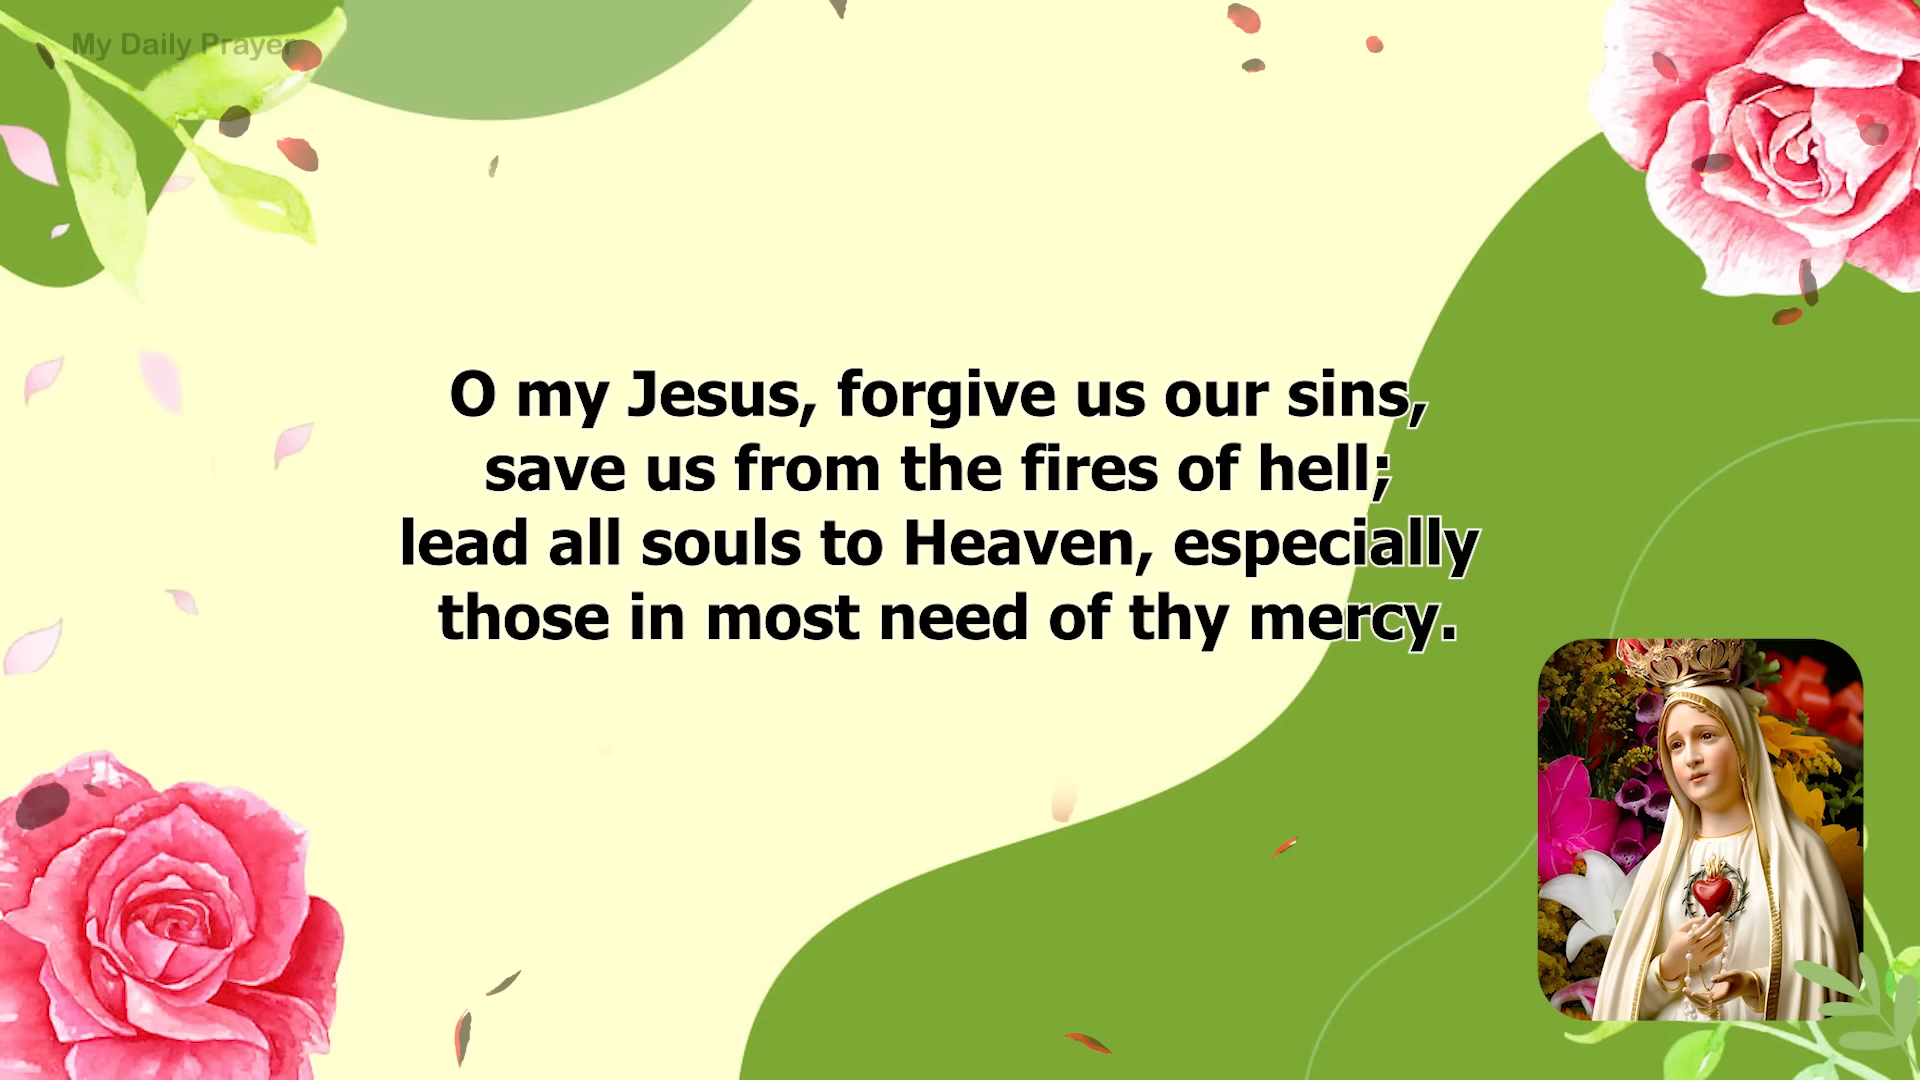 My Daily Prayer
O my Jesus, forgive us our sins,
save us from the fires of hell;
lead all souls to Heaven, especially
those in most need of thy mercy.